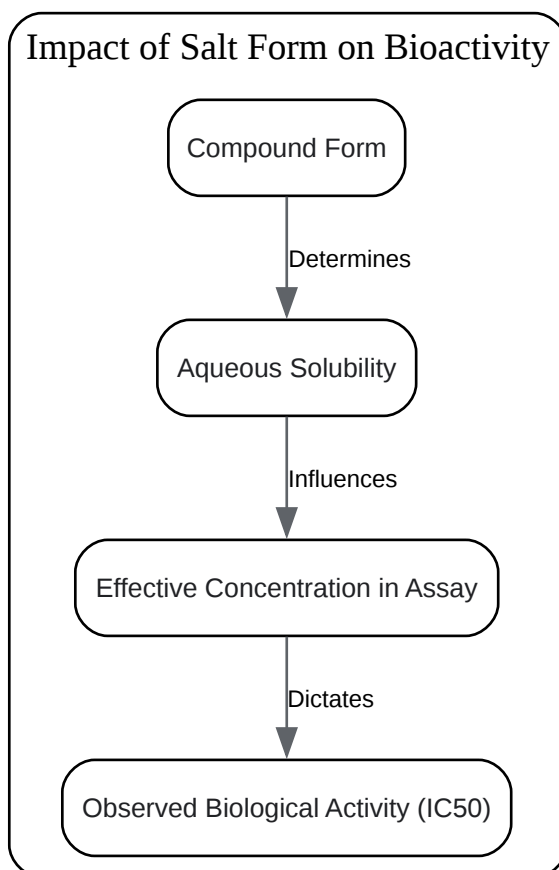 Impact of Salt Form on Bioactivity
Compound Form
Determines
Aqueous Solubility
Influences
Effective Concentration in Assay
Dictates
Observed Biological Activity (IC50)